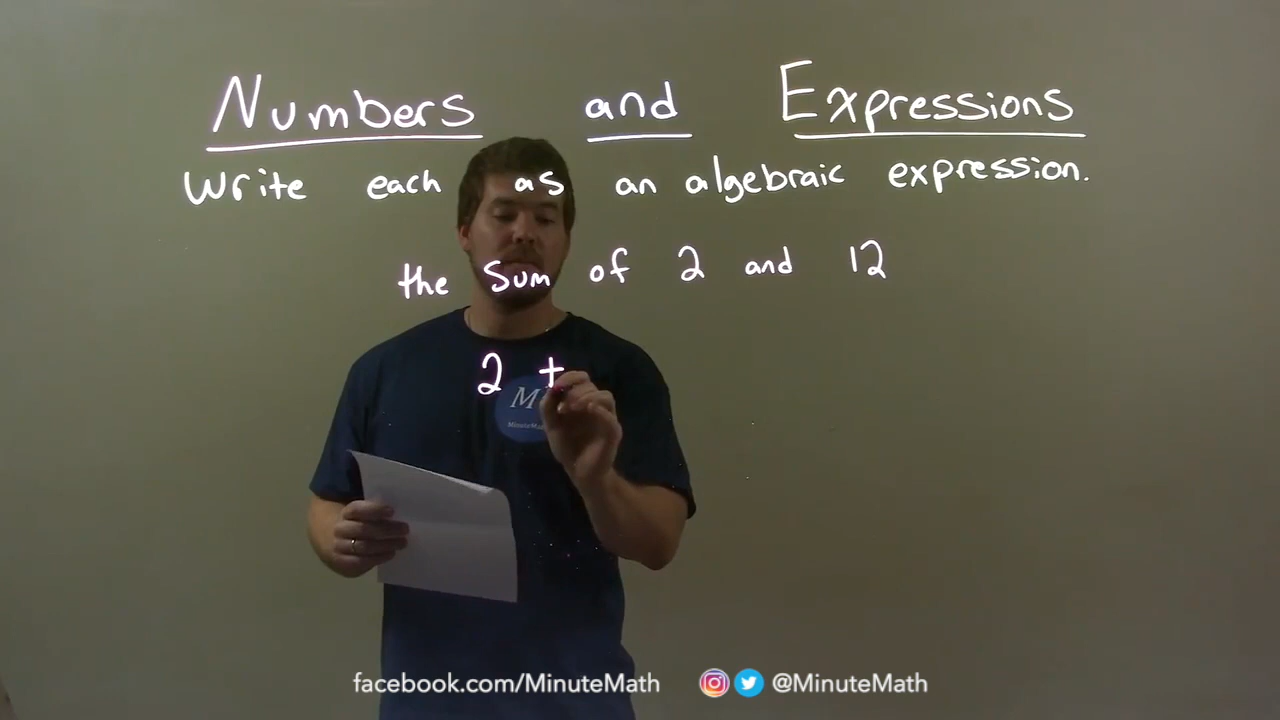 Numbers and Expressions
Write each as an algebraic expression.
the sum of 2 and 12
2 +
MinuteMath
facebook.com/MinuteMath @MinuteMath